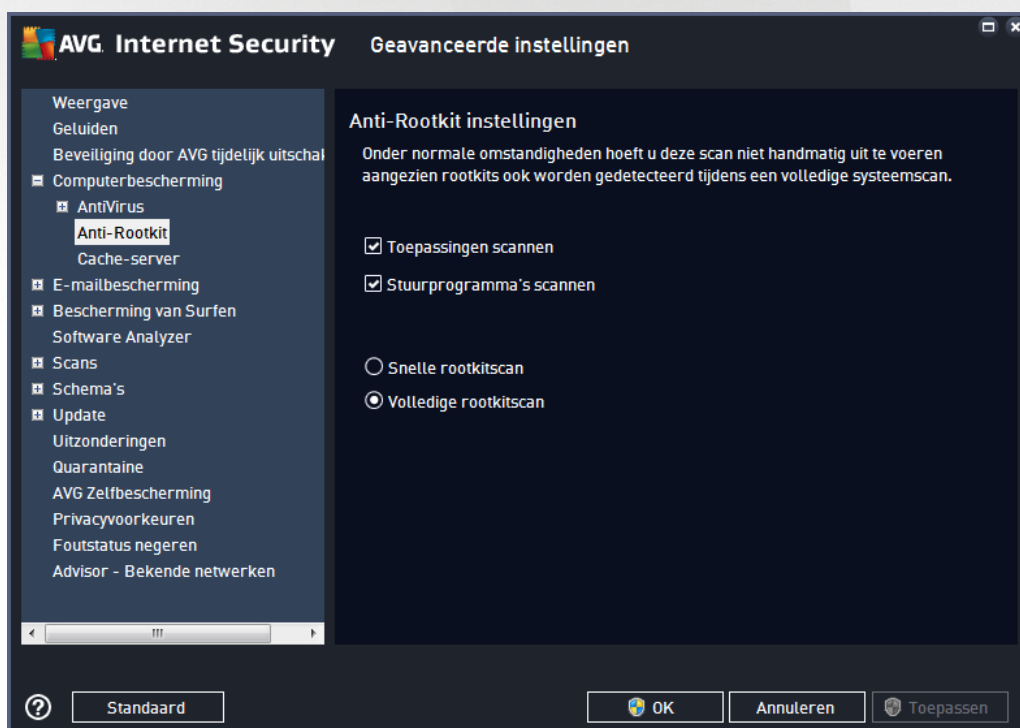 AVG. Internet Security
Geavanceerde instellingen
Weergave
Geluiden
Beveiliging door AVG tijdelijk uitschal
Computerbescherming
AntiVirus
Anti-Rootkit
Cache-server
E-mailbescherming
Bescherming van Surfen
Software Analyzer
Scans
Schema's
Update
Uitzonderingen
Quarantaine
AVG Zelfbescherming
Privacyvoorkeuren
Foutstatus negeren
Advisor - Bekende netwerken
Anti-Rootkit instellingen
Onder normale omstandigheden hoeft u deze scan niet handmatig uit te voeren
aangezien rootkits ook worden gedetecteerd tijdens een volledige systeemscan.
Toepassingen scannen
Stuurprogramma's scannen
Snelle rootkitscan
Volledige rootkitscan
Standaard
OK
Annuleren
Toepassen